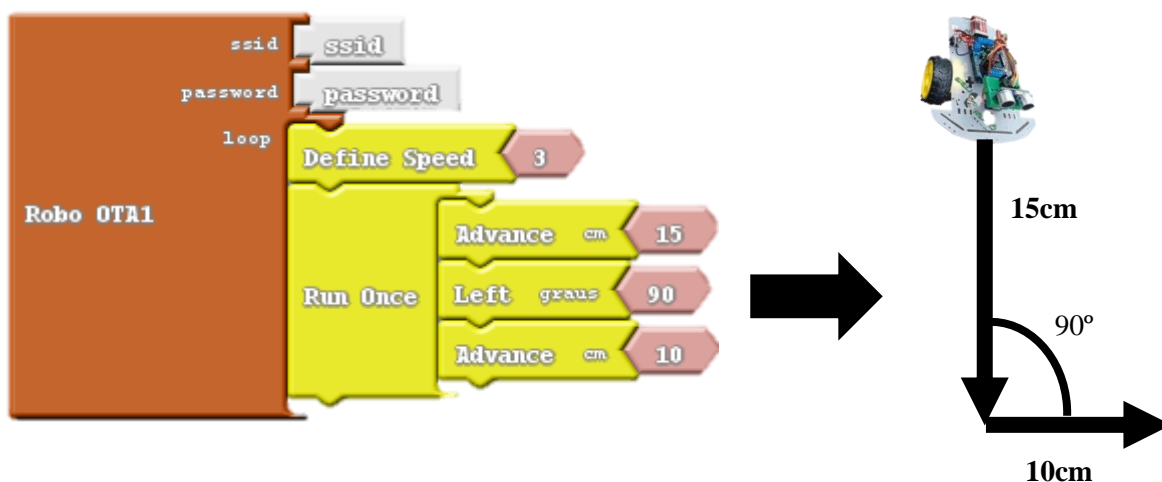 ssid ssid
password password
loop
Define Speed 3
Robo OTA1
Run Once
Advance cm 15
Left graus 90
Advance cm 10
15cm
90º
10cm